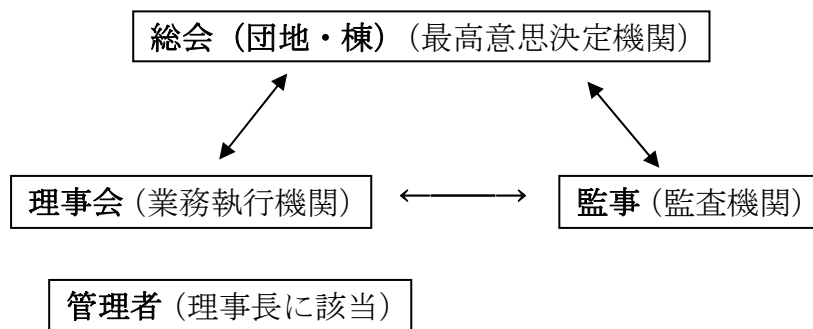 総会（団地・棟）（最高意思決定機関）
理事会（業務執行機関）
監事（監査機関）
管理者（理事長に該当）